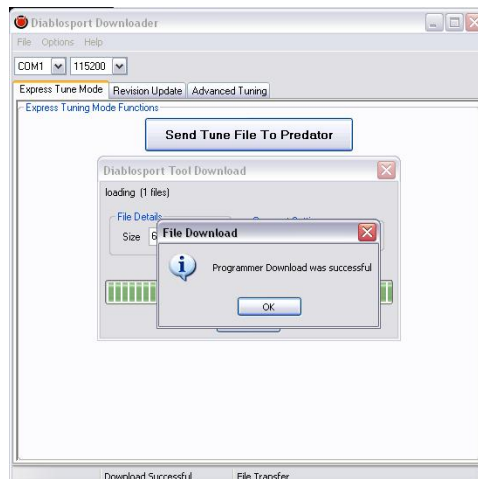 Diablosport Downloader
File Options Help
COM1 115200
Express Tune Mode Revision Update Advanced Tuning
Express Tuning Mode Functions
Send Tune File To Predator
Diablosport Tool Download
loading (1 files)
File Details
Size 6
File Download
Programmer Download was successful
OK
Download Successful File Transfer